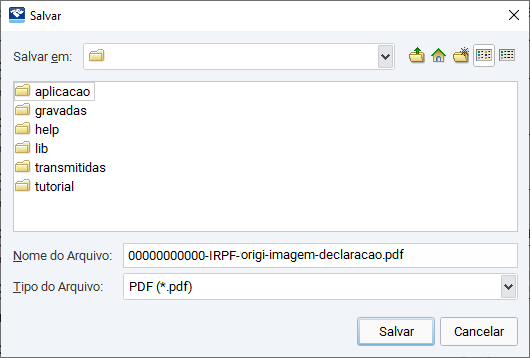 Salvar
Salvar em:
aplicacao
gravadas
help
lib
transmitidas
tutorial
Nome do Arquivo: 00000000000-IRPF-origi-imagem-declaracao.pdf
Tipo do Arquivo: PDF (*.pdf)
Salvar Cancelar